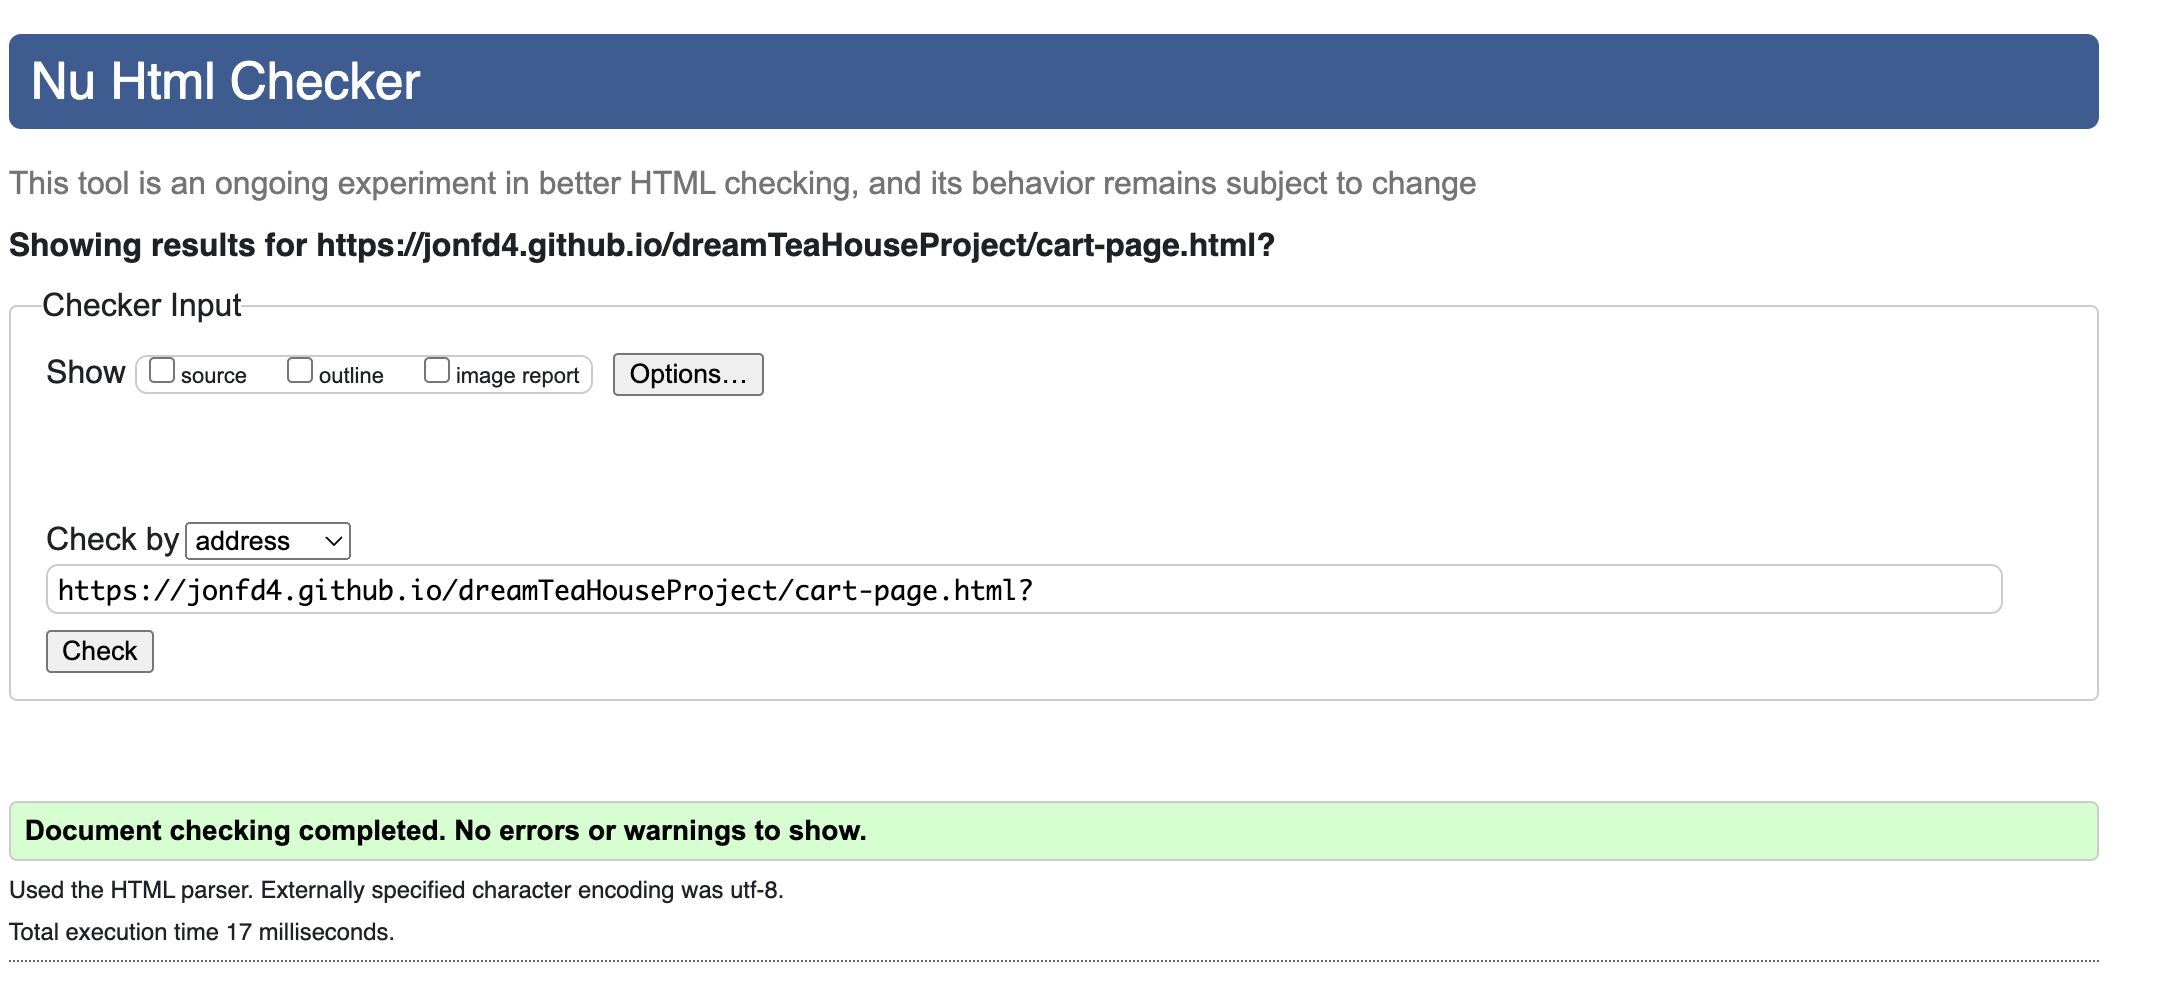 Nu Html Checker
This tool is an ongoing experiment in better HTML checking, and its behavior remains subject to change
Showing results for https://jonfd4.github.io/dreamTeaHouseProject/cart-page.html?
Checker Input
Show source outline image report Options...
Check by address
https://jonfd4.github.io/dreamTeaHouseProject/cart-page.html?
Check
Document checking completed. No errors or warnings to show.
Used the HTML parser. Externally specified character encoding was utf-8.
Total execution time 17 milliseconds.